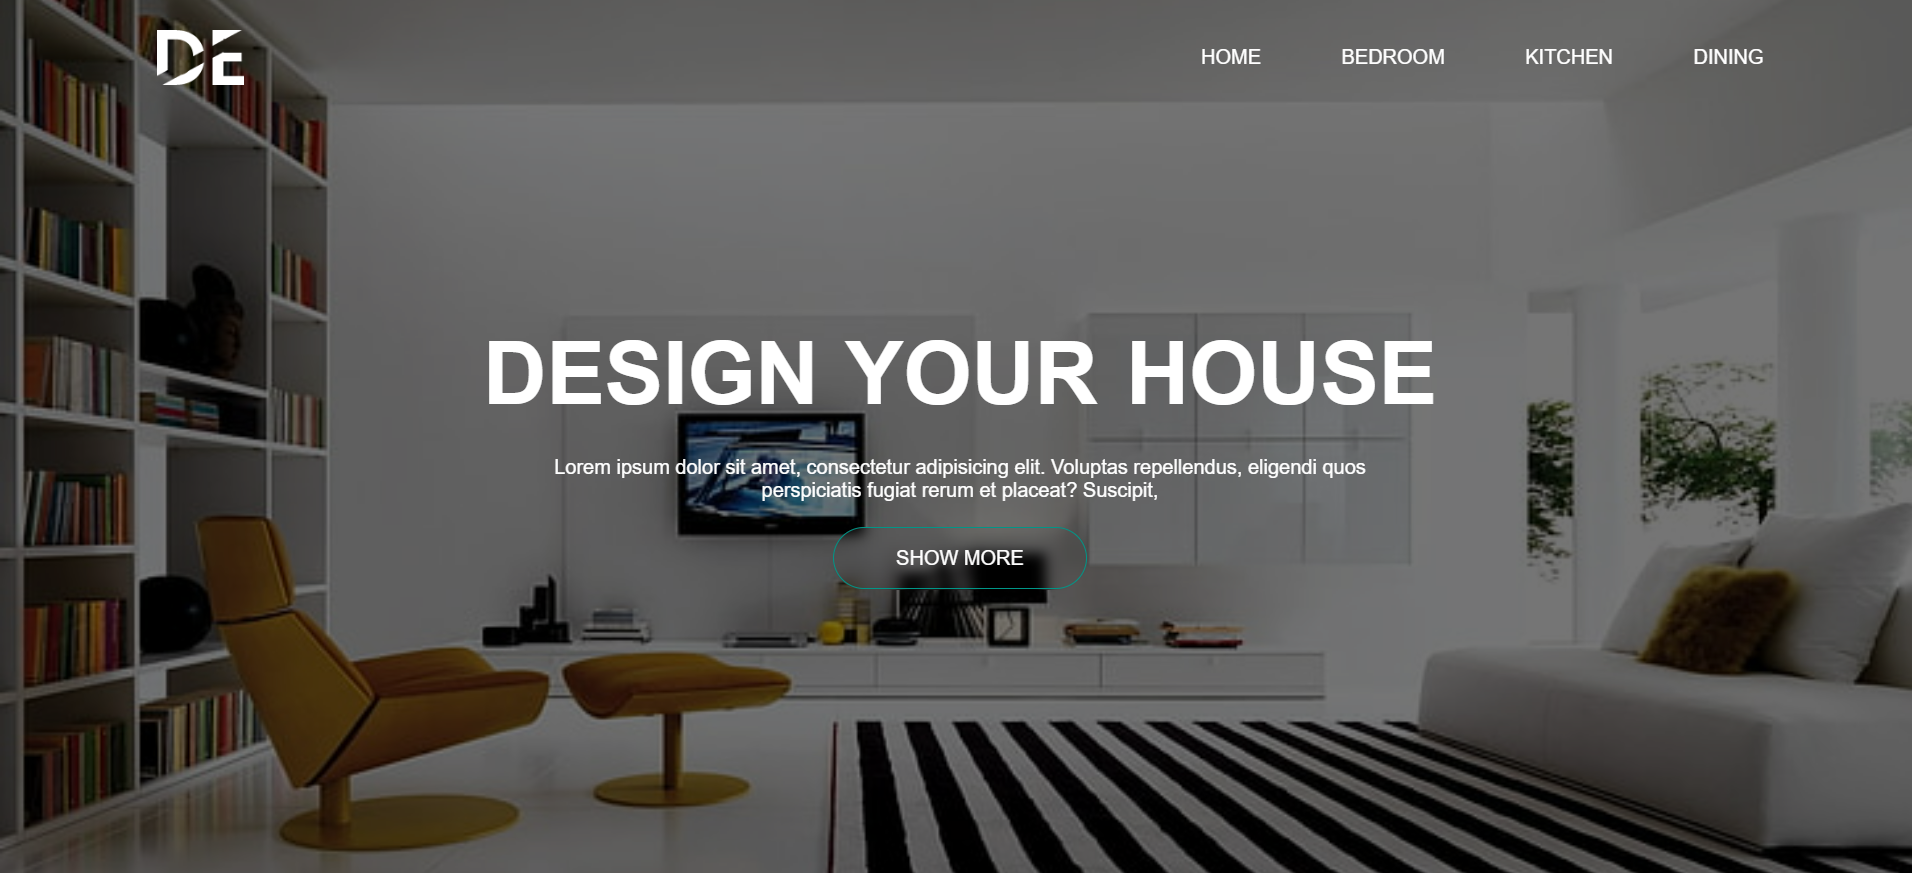 DE
HOME BEDROOM KITCHEN DINING
DESIGN YOUR HOUSE
Lorem ipsum dolor sit amet, consectetur adipisicing elit. Voluptas repellendus, eligendi quos
perspiciatis fugiat rerum et placeat? Suscipit,
SHOW MORE